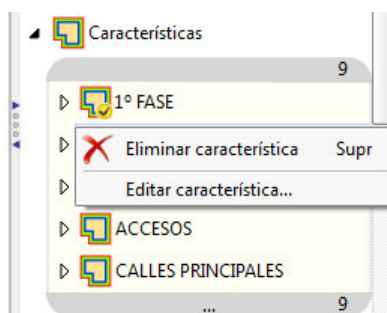 Características
9
1º FASE
Eliminar característica Supr
Editar característica...
ACCESOS
CALLES PRINCIPALES
... 9